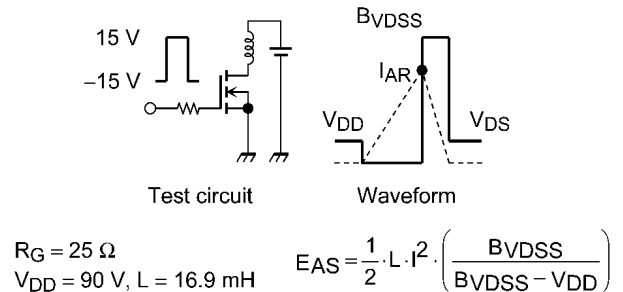 15 V
−15 V
BVDSS
IAR
VDD
VDS
Test circuit
Waveform
RG = 25 Ω
VDD = 90 V, L = 16.9 mH
EAS = 1/2 · L · I² · (BVDSS / (BVDSS − VDD))